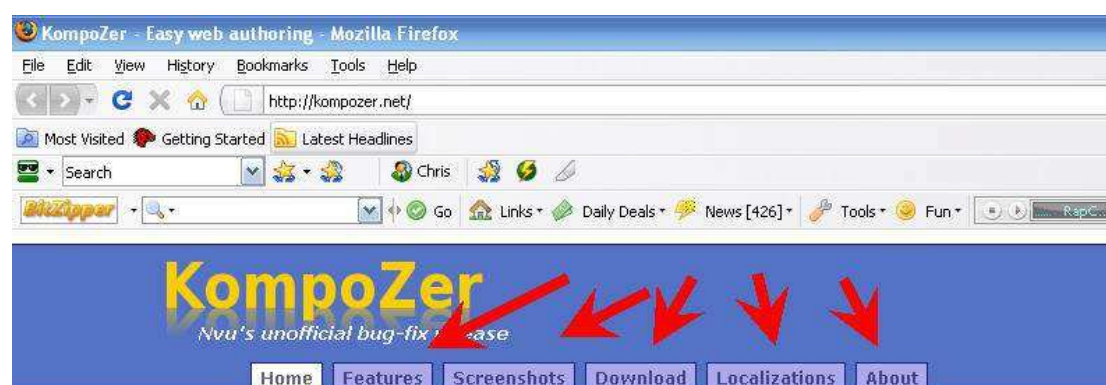 KompoZer - Easy web authoring - Mozilla Firefox
File Edit View History Bookmarks Tools Help
http://kompozer.net/
Most Visited Getting Started Latest Headlines
Search Chris
BitZipper Go Links Daily Deals News [426] Tools Fun RapC...
KompoZer
Nvu's unofficial bug-fix release
Home Features Screenshots Download Localizations About